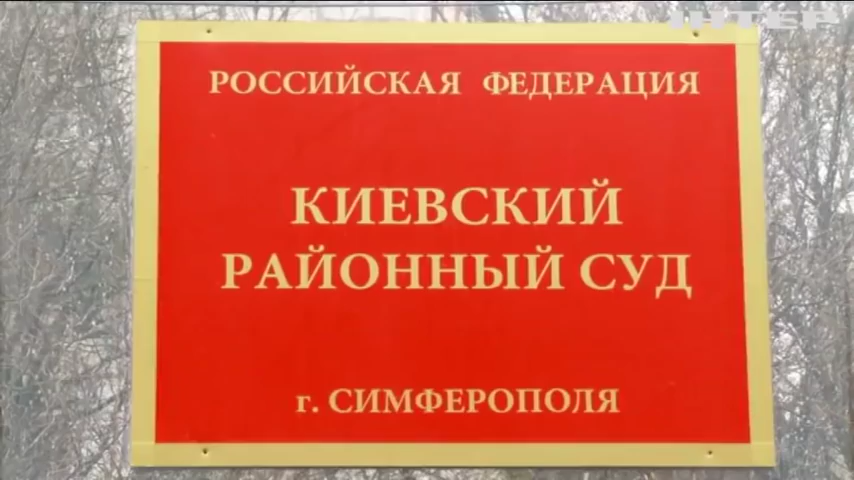 ІНТЕР
РОССИЙСКАЯ ФЕДЕРАЦИЯ
КИЕВСКИЙ
РАЙОННЫЙ СУД
г. СИМФЕРОПОЛЯ